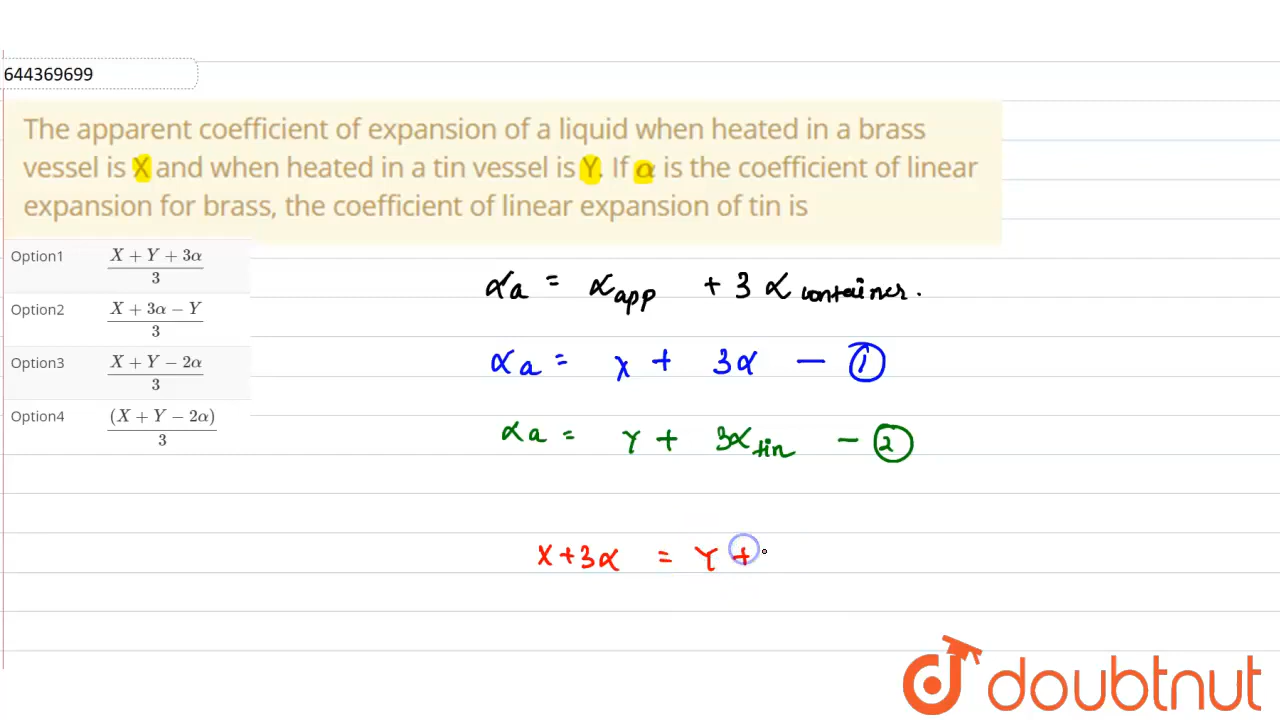 644369699
The apparent coefficient of expansion of a liquid when heated in a brass
vessel is X and when heated in a tin vessel is Y. If α is the coefficient of linear
expansion for brass, the coefficient of linear expansion of tin is
Option1 (X + Y + 3α)/3
Option2 (X + 3α − Y)/3
Option3 (X + Y − 2α)/3
Option4 ((X + Y − 2α))/3
αa = αapp + 3 α container.
αa = x + 3α — ①
αa = Y + 3αtin — ②
X + 3α = Y +
doubtnut